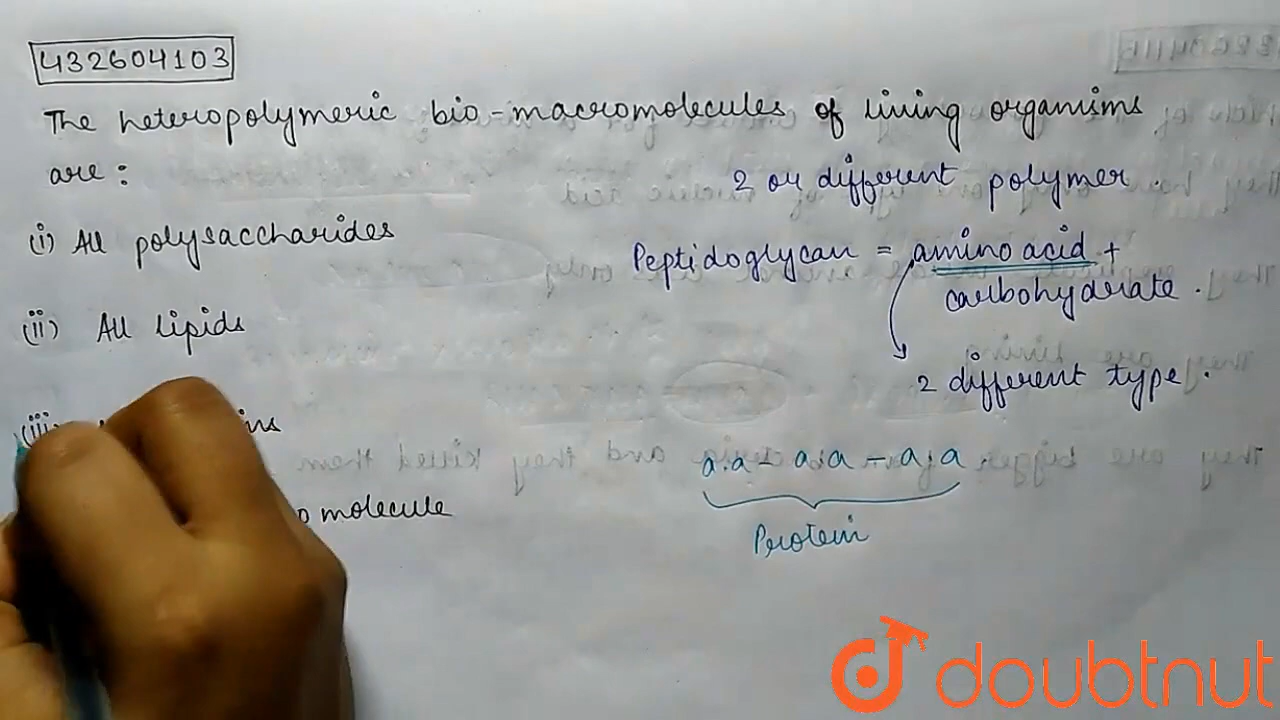 432604103
The heteropolymeric bio-macromolecules of living organisms
are :
2 or different polymer.
(i) All polysaccharides
Peptidoglycan = amino acid +
carbohydrate.
(ii) All lipids
2 different type.
(iii)
a.a - a.a - a.a
molecule
Protein
doubtnut